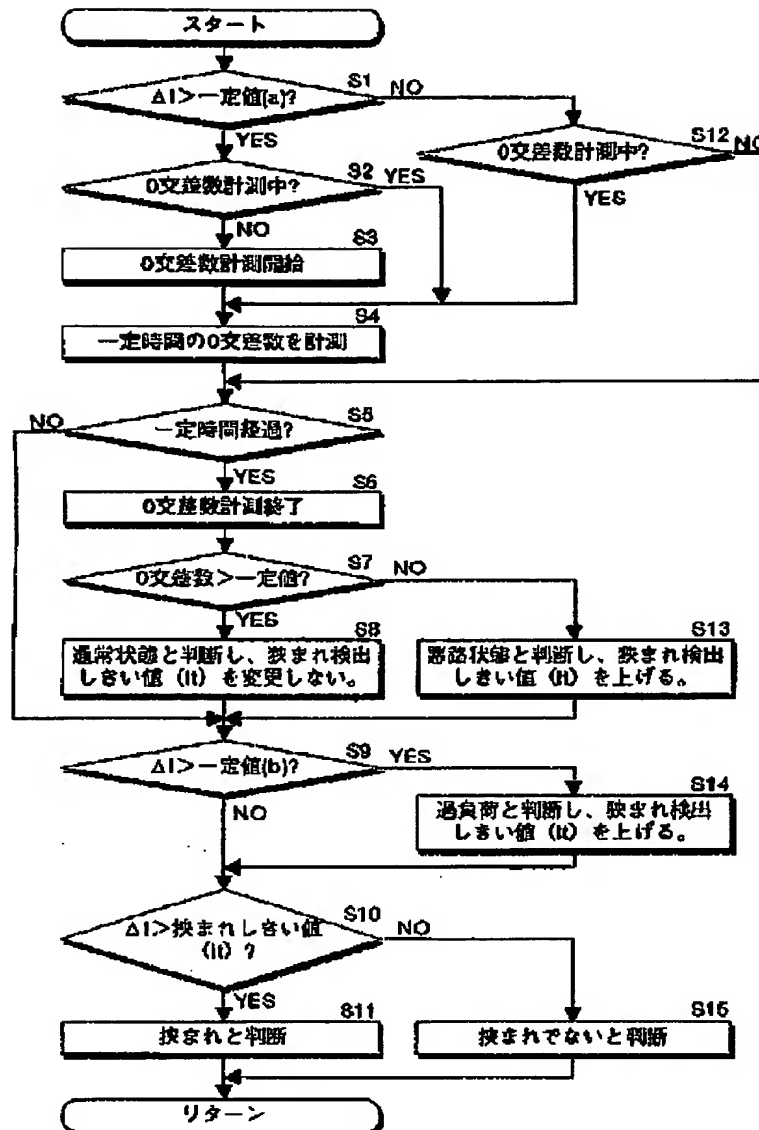 スタート
S1
ΔI>一定値(a)?
NO
YES
S12
0交差数計測中?
NO
YES
S2
0交差数計測中?
YES
NO
S3
0交差数計測開始
S4
一定時間の0交差数を計測
S5
NO
一定時間経過?
YES
S6
0交差数計測終了
S7
0交差数>一定値?
NO
YES
S8
通常状態と判断し、挟まれ検出
しきい値(It)を変更しない。
S13
悪路状態と判断し、挟まれ検出
しきい値(It)を上げる。
S9
ΔI>一定値(b)?
YES
NO
S14
過負荷と判断し、挟まれ検出
しきい値(It)を上げる。
S10
ΔI>挟まれしきい値
(It)?
NO
YES
S11
挟まれと判断
S15
挟まれでないと判断
リターン